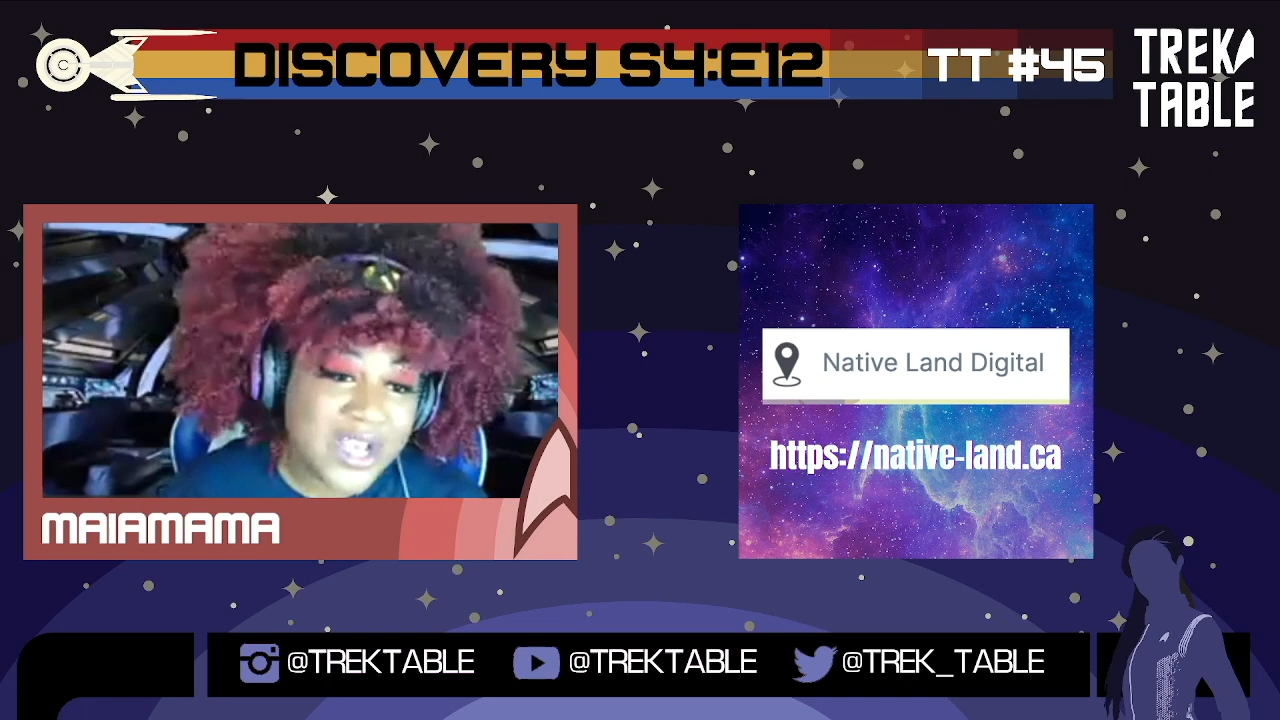 DISCOVERY S4:E12
TT #45
TREK
TABLE
Native Land Digital
https://native-land.ca
MAIAMAMA
@TREKTABLE
@TREKTABLE
@TREK_TABLE